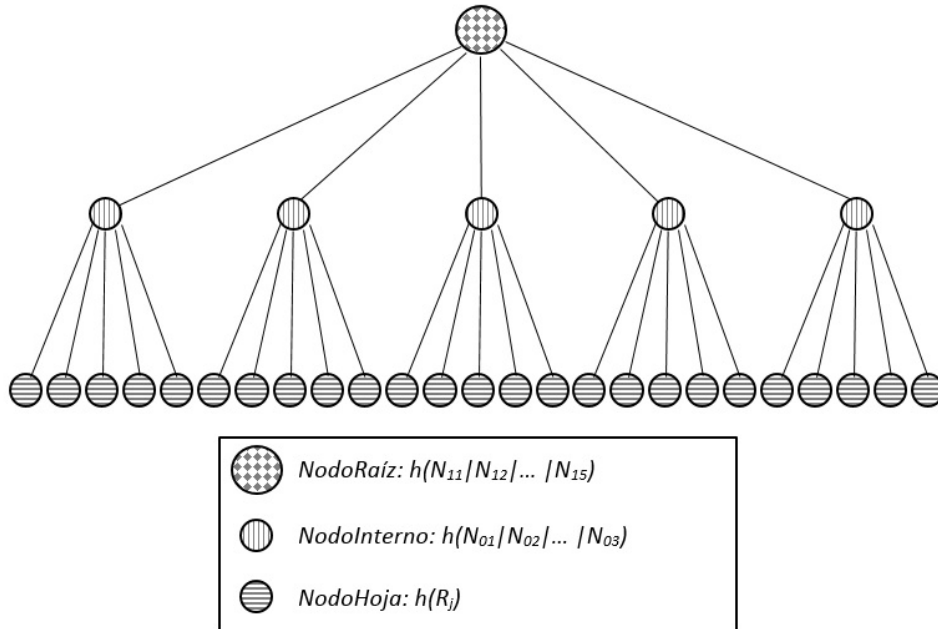 NodoRaíz: h(N₁₁|N₁₂|... |N₁₅)
NodoInterno: h(N₀₁|N₀₂|... |N₀₃)
NodoHoja: h(Rⱼ)